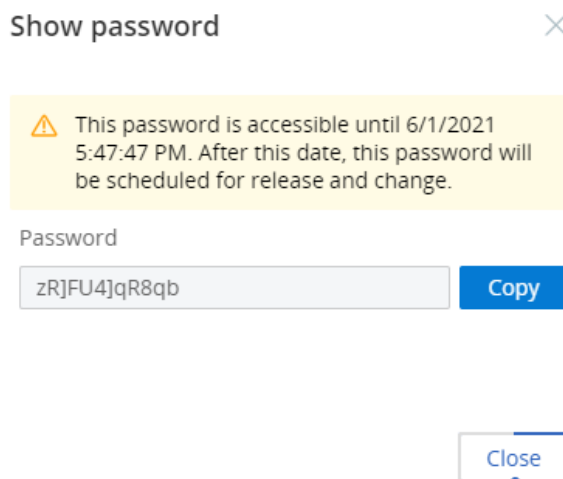 Show password
This password is accessible until 6/1/2021
5:47:47 PM. After this date, this password will
be scheduled for release and change.
Password
zR]FU4]qR8qb
Copy
Close